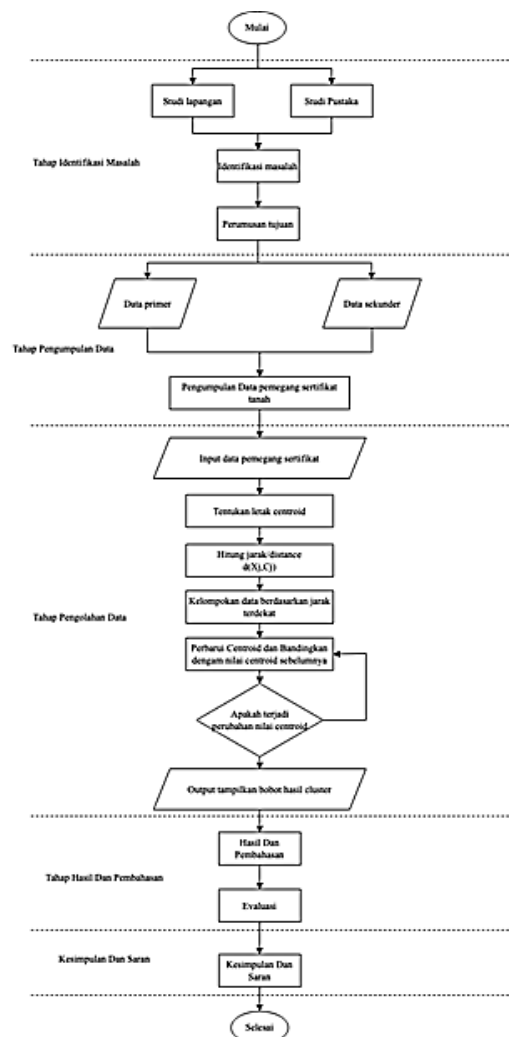 Mulai
Studi lapangan
Studi Pustaka
Tahap Identifikasi Masalah
Identifikasi masalah
Perumusan tujuan
Data primer
Data sekunder
Tahap Pengumpulan Data
Pengumpulan Data pemegang sertifikat
tanah
Input data pemegang sertifikat
Tentukan letak centroid
Hitung jarak/distance
d(Xj,Cj))
Kelompokan data berdasarkan jarak
terdekat
Tahap Pengolahan Data
Perbarui Centroid dan Bandingkan
dengam nilai centroid sebelumnya
Apakah terjadi
perubahan nilai centroid
Output tampilkan bobot hasil cluster
Hasil Dan
Pembahasan
Tahap Hasil Dan Pembahasan
Evaluasi
Kesimpulan Dan Saran
Kesimpulan Dan
Saran
Selesai